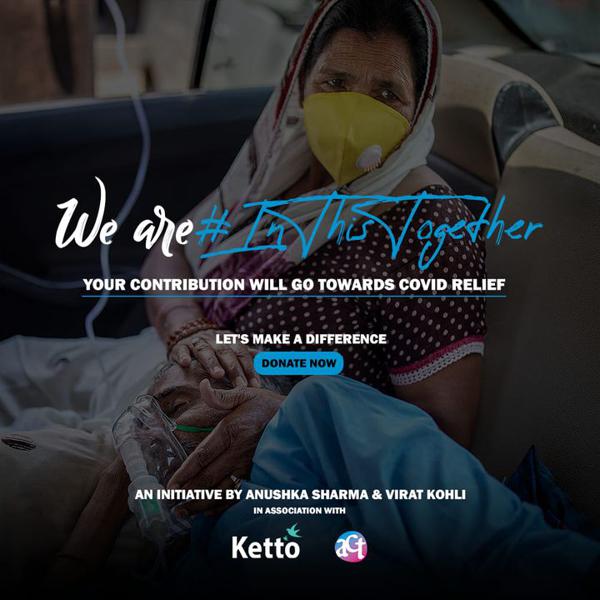 We are #InThisTogether
YOUR CONTRIBUTION WILL GO TOWARDS COVID RELIEF
LET'S MAKE A DIFFERENCE
DONATE NOW
AN INITIATIVE BY ANUSHKA SHARMA & VIRAT KOHLI
IN ASSOCIATION WITH
Ketto act